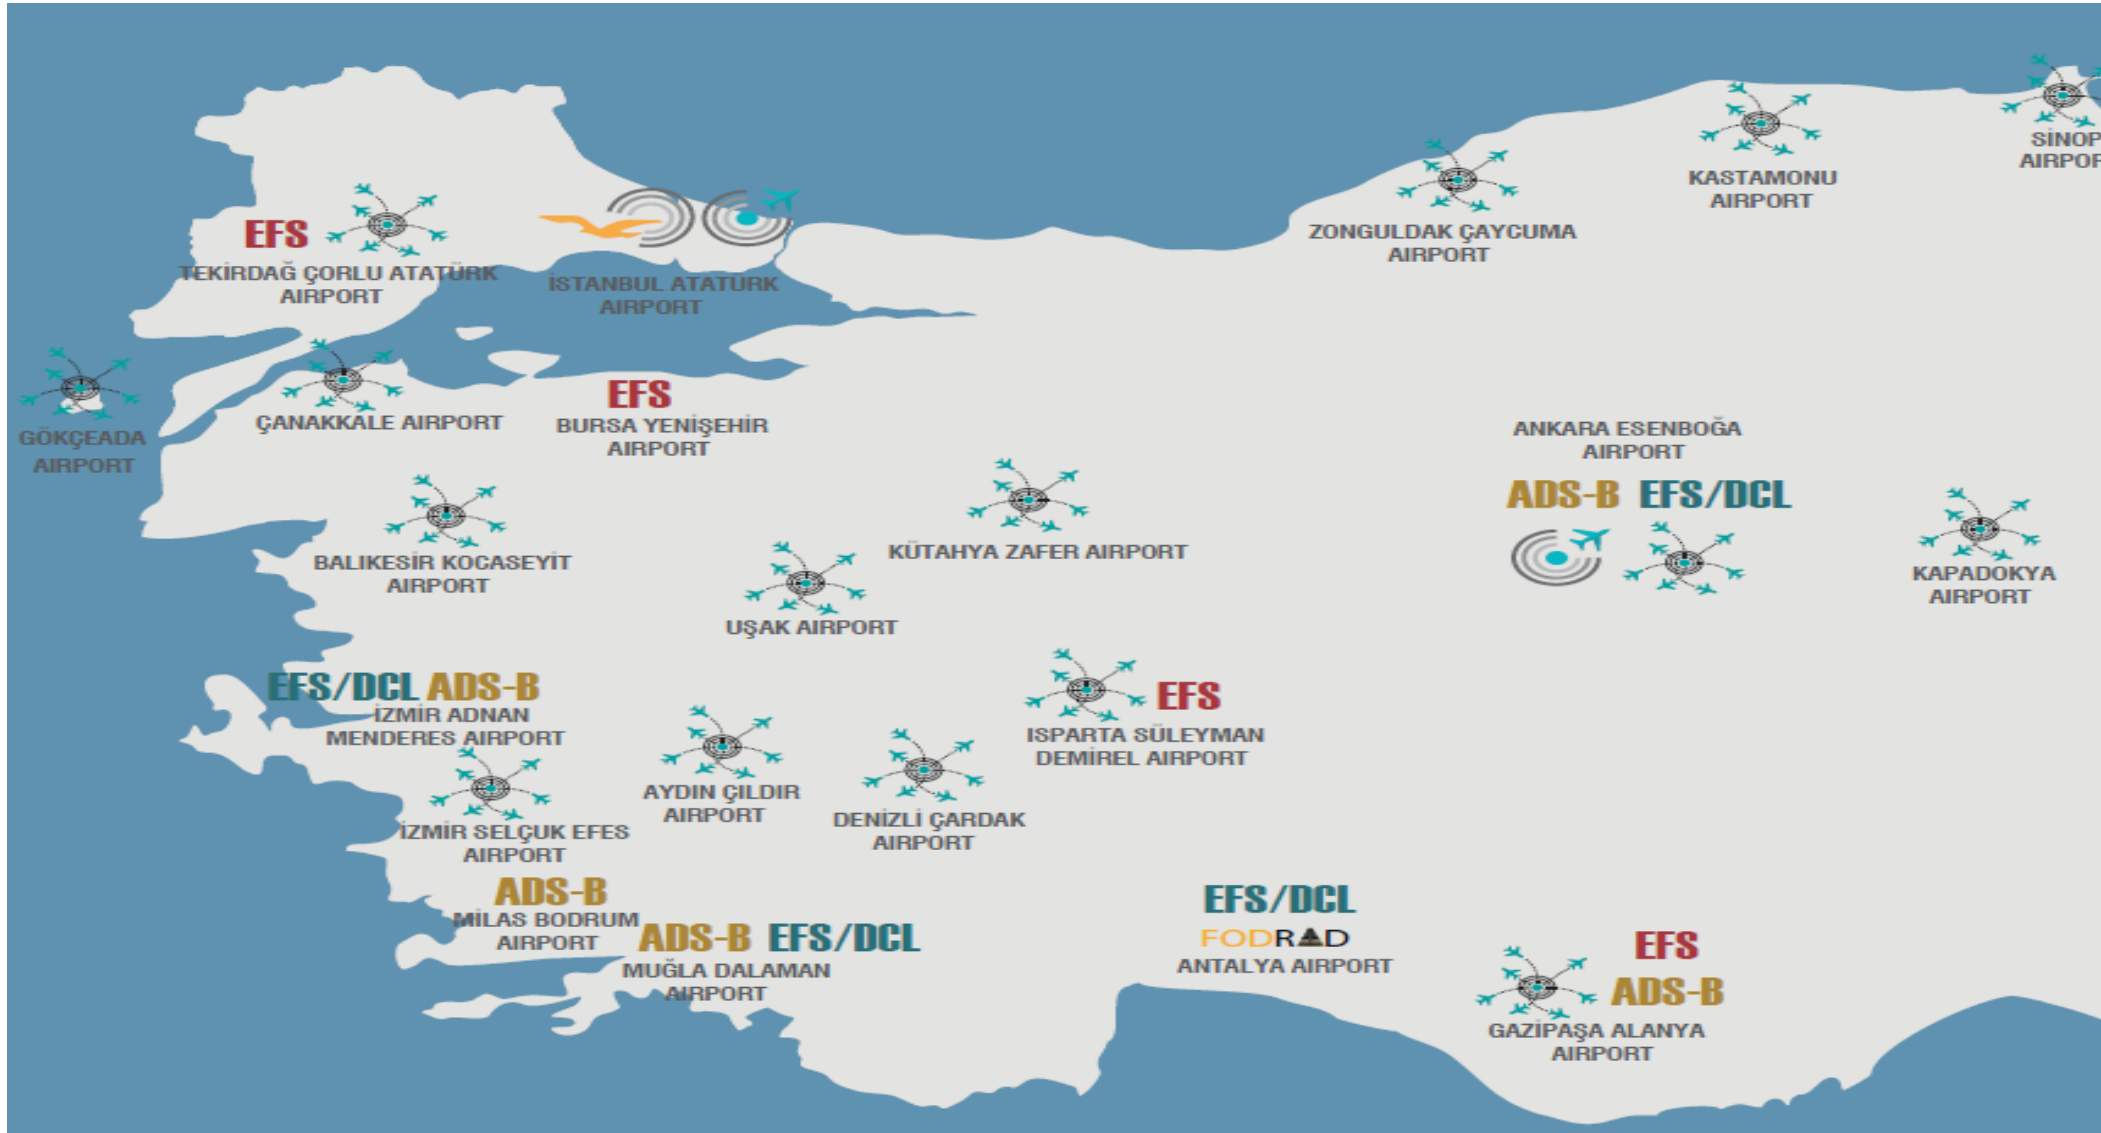 SİNOP
KASTAMONU
AIRPORT
ZONGULDAK ÇAYCUMA
AIRPORT
EFS
TEKİRDAĞ ÇORLU ATATÜRK
AIRPORT
İSTANBUL ATATÜRK
AIRPORT
GÖKÇEADA
AIRPORT
ÇANAKKALE AIRPORT
EFS
BURSA YENİŞEHİR
AIRPORT
ANKARA ESENBOĞA
AIRPORT
ADS-B EFS/DCL
BALIKESİR KOCASEYİT
AIRPORT
KÜTAHYA ZAFER AIRPORT
KAPADOKYA
AIRPORT
UŞAK AIRPORT
EFS/DCL ADS-B
İZMİR ADNAN
MENDERES AIRPORT
EFS
ISPARTA SÜLEYMAN
DEMIREL AIRPORT
AYDIN ÇILDIR
AIRPORT
DENİZLİ ÇARDAK
AIRPORT
İZMİR SELÇUK EFES
AIRPORT
ADS-B
MİLAS BODRUM
AIRPORT
ADS-B EFS/DCL
MUĞLA DALAMAN
AIRPORT
EFS/DCL
FODRAD
ANTALYA AIRPORT
EFS
ADS-B
GAZİPAŞA ALANYA
AIRPORT